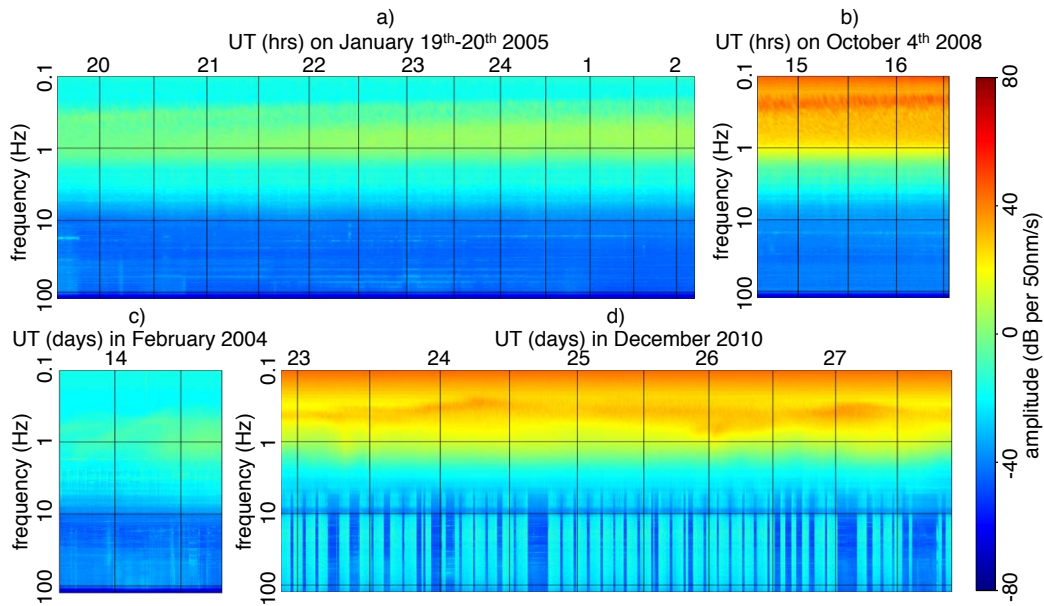 a)
UT (hrs) on January 19th-20th 2005
20 21 22 23 24 1 2
0.1
1
10
100
frequency (Hz)
b)
UT (hrs) on October 4th 2008
15 16
0.1
1
10
100
frequency (Hz)
c)
UT (days) in February 2004
14
0.1
1
10
100
frequency (Hz)
d)
UT (days) in December 2010
23 24 25 26 27
0.1
1
10
100
frequency (Hz)
80
40
0
-40
-80
amplitude (dB per 50nm/s)